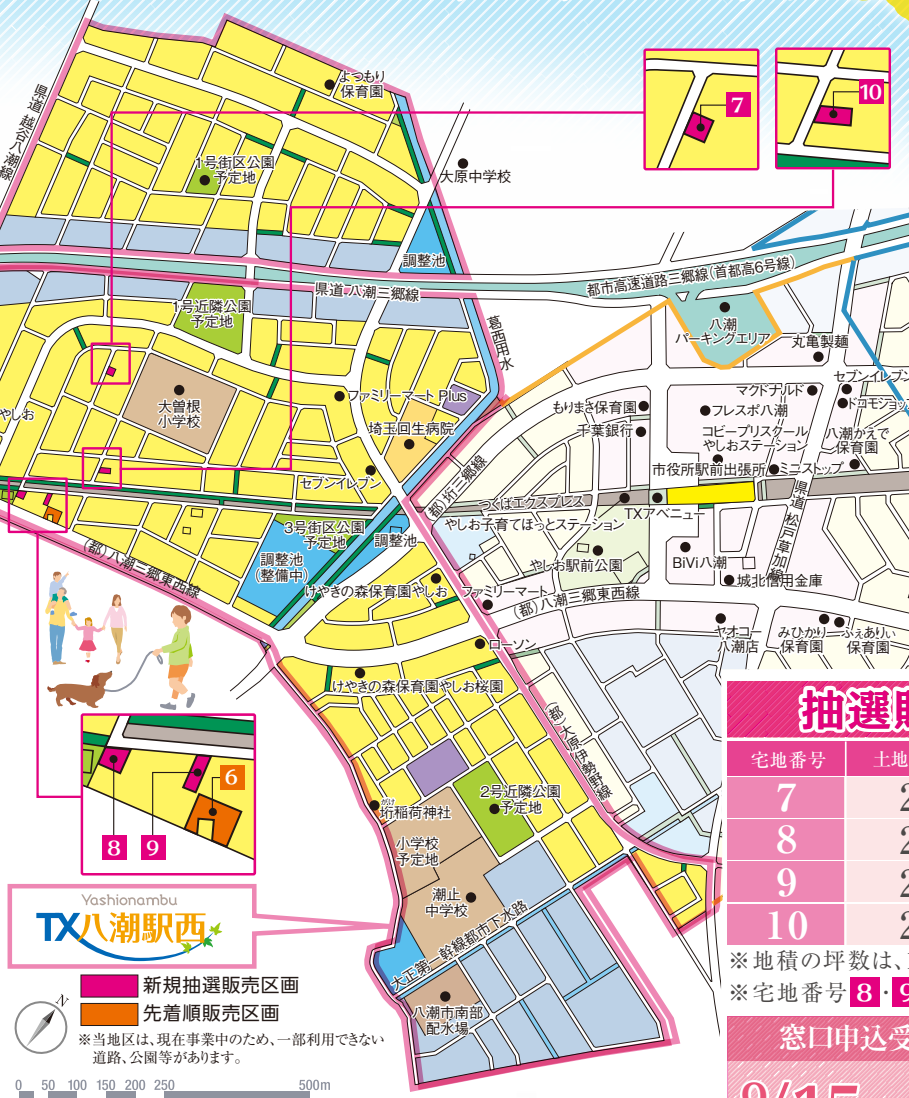 よつもり
保育園
7
10
県道 越谷八潮線
1号街区公園
予定地
大原中学校
調整池
都市高速道路三郷線(首都高6号線)
県道 八潮三郷線
1号近隣公園
予定地
葛西用水
八潮
パーキングエリア
丸亀製麺
大曽根
小学校
ファミリーマート Plus
もりまさ保育園
マクドナルド
セブンイレブン
フレスポ八潮
ドコモショッ
やしお
埼玉回生病院
千葉銀行
コビープリスクール
やしおステーション
八潮かえで
保育園
セブンイレブン
(都)垳三郷線
市役所駅前出張所
ミニストップ
つくばエクスプレス
TXアベニュー
県道 松戸草加線
3号街区公園
予定地
調整池
やしお子育てほっとステーション
調整池
(整備中)
やしお駅前公園
BiVi八潮
(都)八潮三郷東西線
けやきの森保育園やしお
ファミリーマート
城北信用金庫
(都)八潮三郷東西線
ローソン
ヤオコー
八潮店
みひかり
保育園
ふぇありぃ
保育園
けやきの森保育園やしお桜園
(都)大原伊勢野線
6
8
9
2号近隣公園
予定地
がけ
垳稲荷神社
小学校
予定地
潮止
中学校
大正第一幹線都市下水路
八潮市南部
配水場
Yashionambu
TX八潮駅西
新規抽選販売区画
先着順販売区画
N
※当地区は、現在事業中のため、一部利用できない
道路、公園等があります。
0 50 100 150 200 250 500m
抽選
宅地番号 土地
7 2
8 2
9 2
10 2
※地積の坪数は、
※宅地番号8・9
窓口申込受
9/15